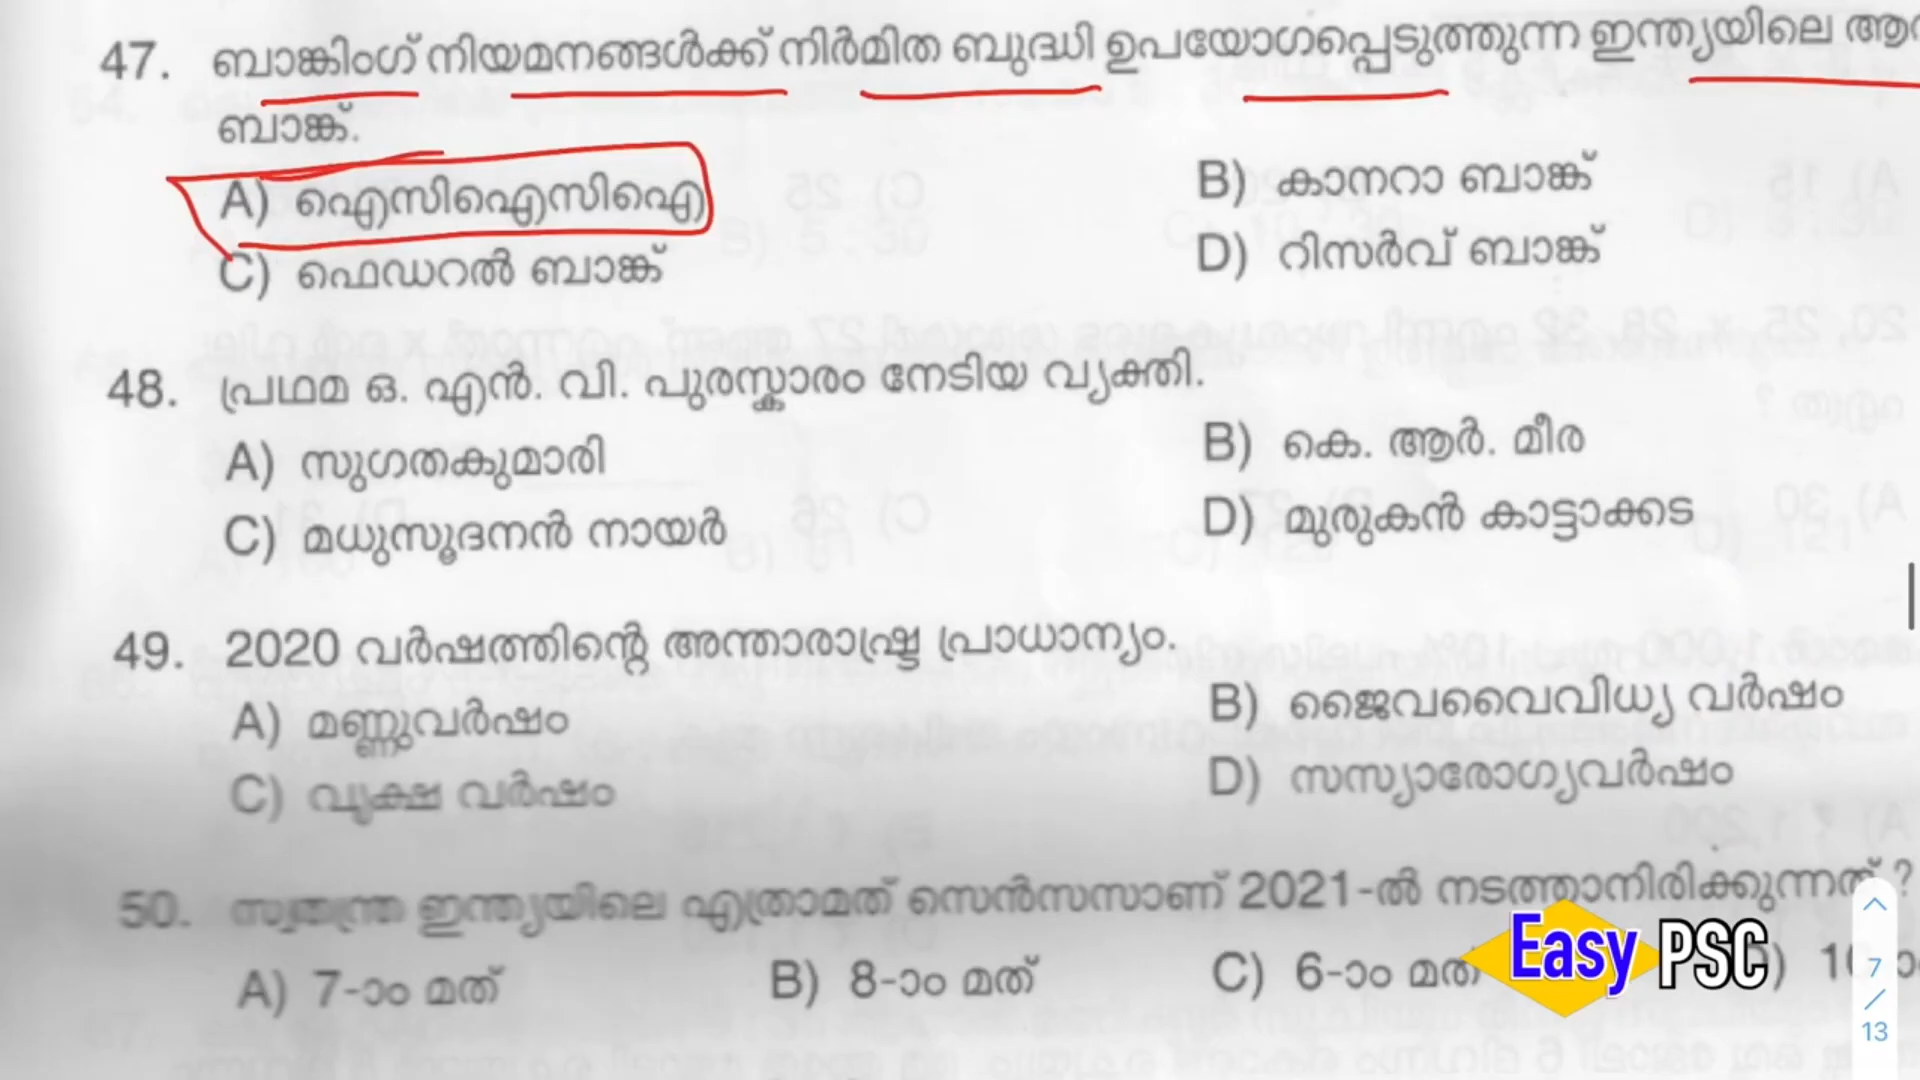 47. ബാങ്കിംഗ് നിയമനങ്ങൾക്ക് നിർമിത ബുദ്ധി ഉപയോഗപ്പെടുത്തുന്ന ഇന്ത്യയിലെ
ബാങ്ക്.
A) ഐസിഐസിഐ B) കാനറാ ബാങ്ക്
C) ഫെഡറൽ ബാങ്ക് D) റിസർവ് ബാങ്ക്
48. പ്രഥമ ഒ. എൻ. വി. പുരസ്കാരം നേടിയ വ്യക്തി.
A) സുഗതകുമാരി B) കെ. ആർ. മീര
C) മധുസൂദനൻ നായർ D) മുരുകൻ കാട്ടാക്കട
49. 2020 വർഷത്തിന്റെ അന്താരാഷ്ട്ര പ്രാധാന്യം.
A) മണ്ണുവർഷം B) ജൈവവൈവിധ്യ വർഷം
C) വൃക്ഷ വർഷം D) സസ്യാരോഗ്യവർഷം
50. സ്വതന്ത്ര ഇന്ത്യയിലെ എത്രാമത് സെൻസസാണ് 2021-ൽ നടത്താനിരിക്കുന്നത് ?
A) 7-ാം മത് B) 8-ാം മത് C) 6-ാം മത്
Easy PSC
7
/
13